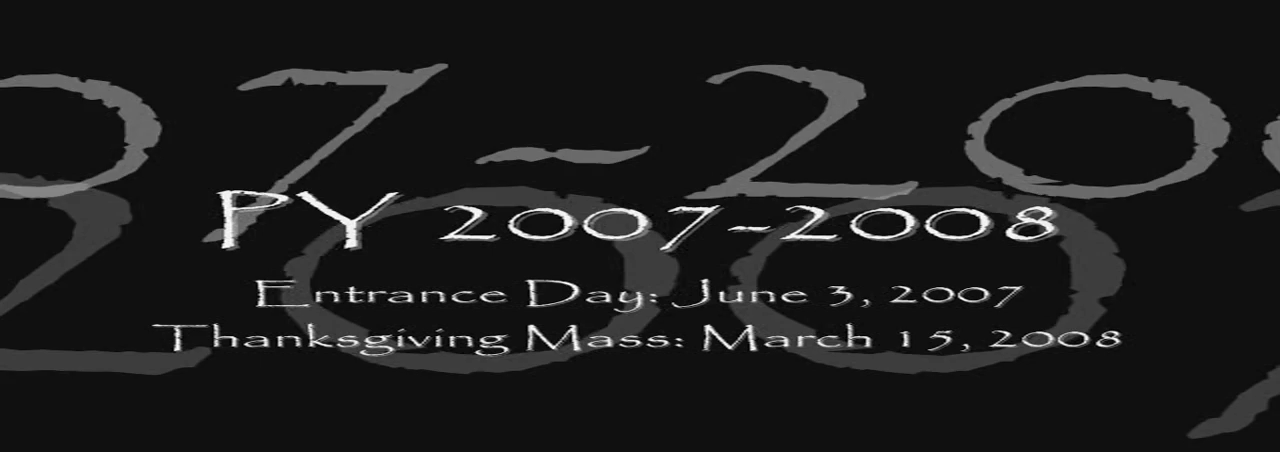 PY 2007-2008
Entrance Day: June 3, 2007
Thanksgiving Mass: March 15, 2008